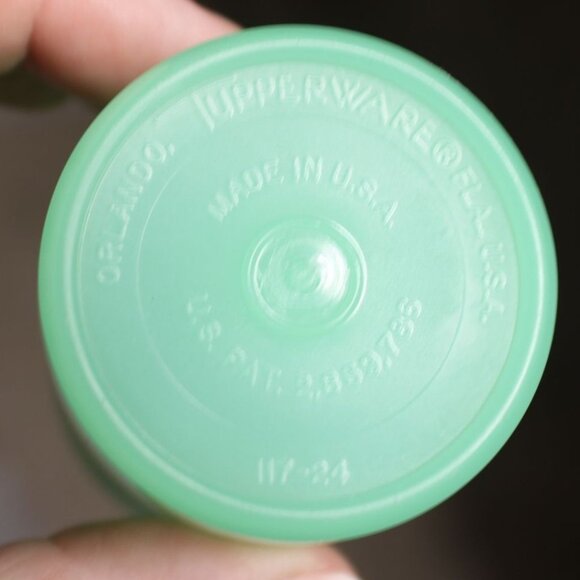 ORLANDO, TUPPERWARE® FLA., U.S.A.
MADE IN U.S.A.
U.S. PAT. 2,859,786
117-24